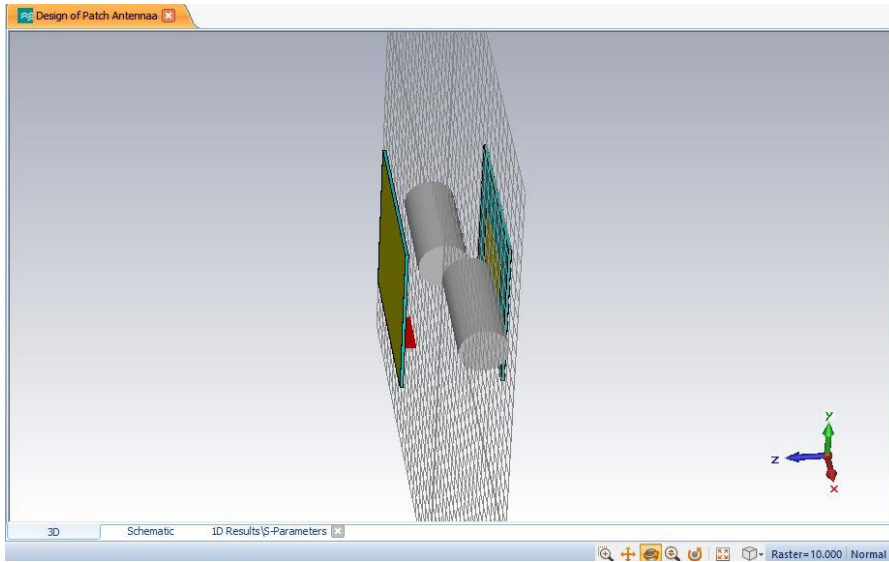 Design of Patch Antennaa
Y
Z
X
3D Schematic 1D Results\S-Parameters
Raster=10.000 Normal